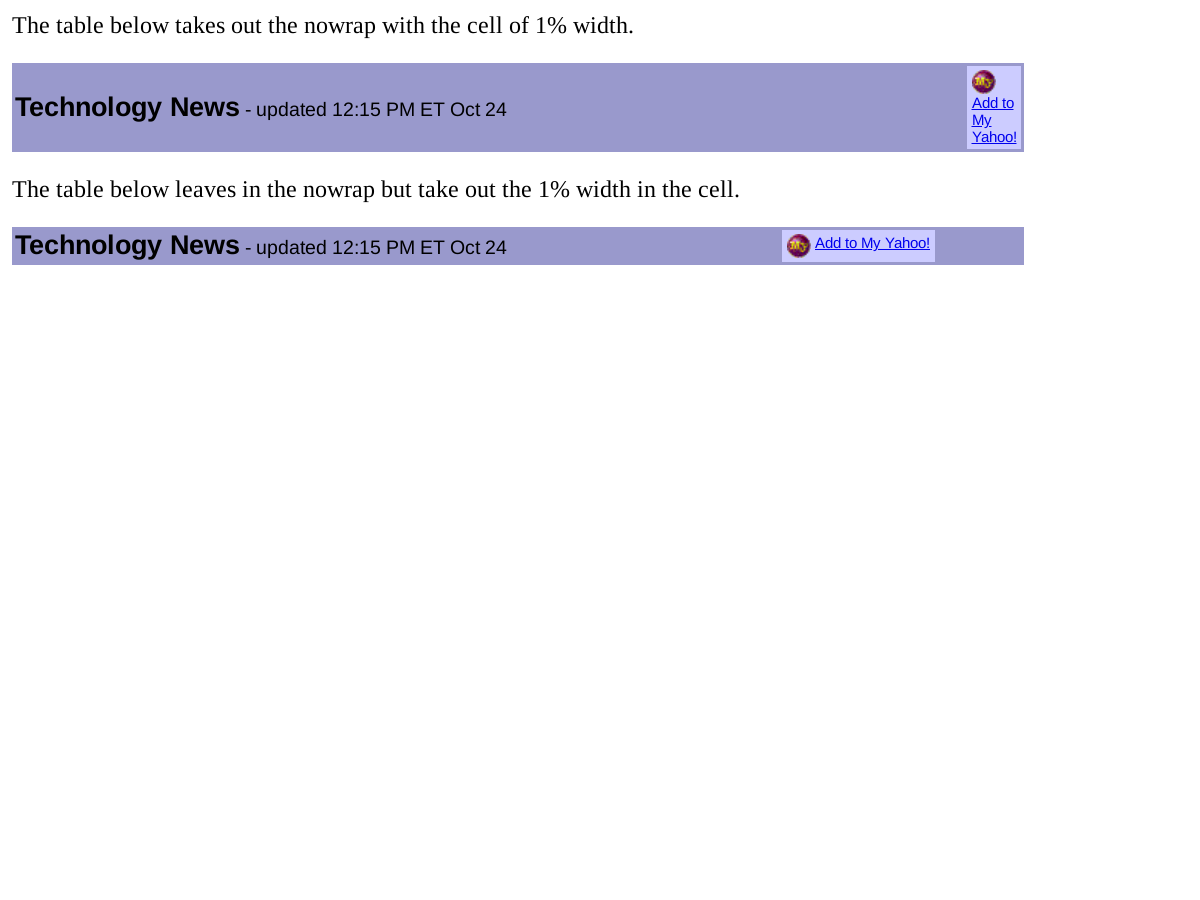 The table below takes out the nowrap with the cell of 1% width.
Technology News - updated 12:15 PM ET Oct 24
My
Add to
My
Yahoo!
The table below leaves in the nowrap but take out the 1% width in the cell.
Technology News - updated 12:15 PM ET Oct 24
My Add to My Yahoo!